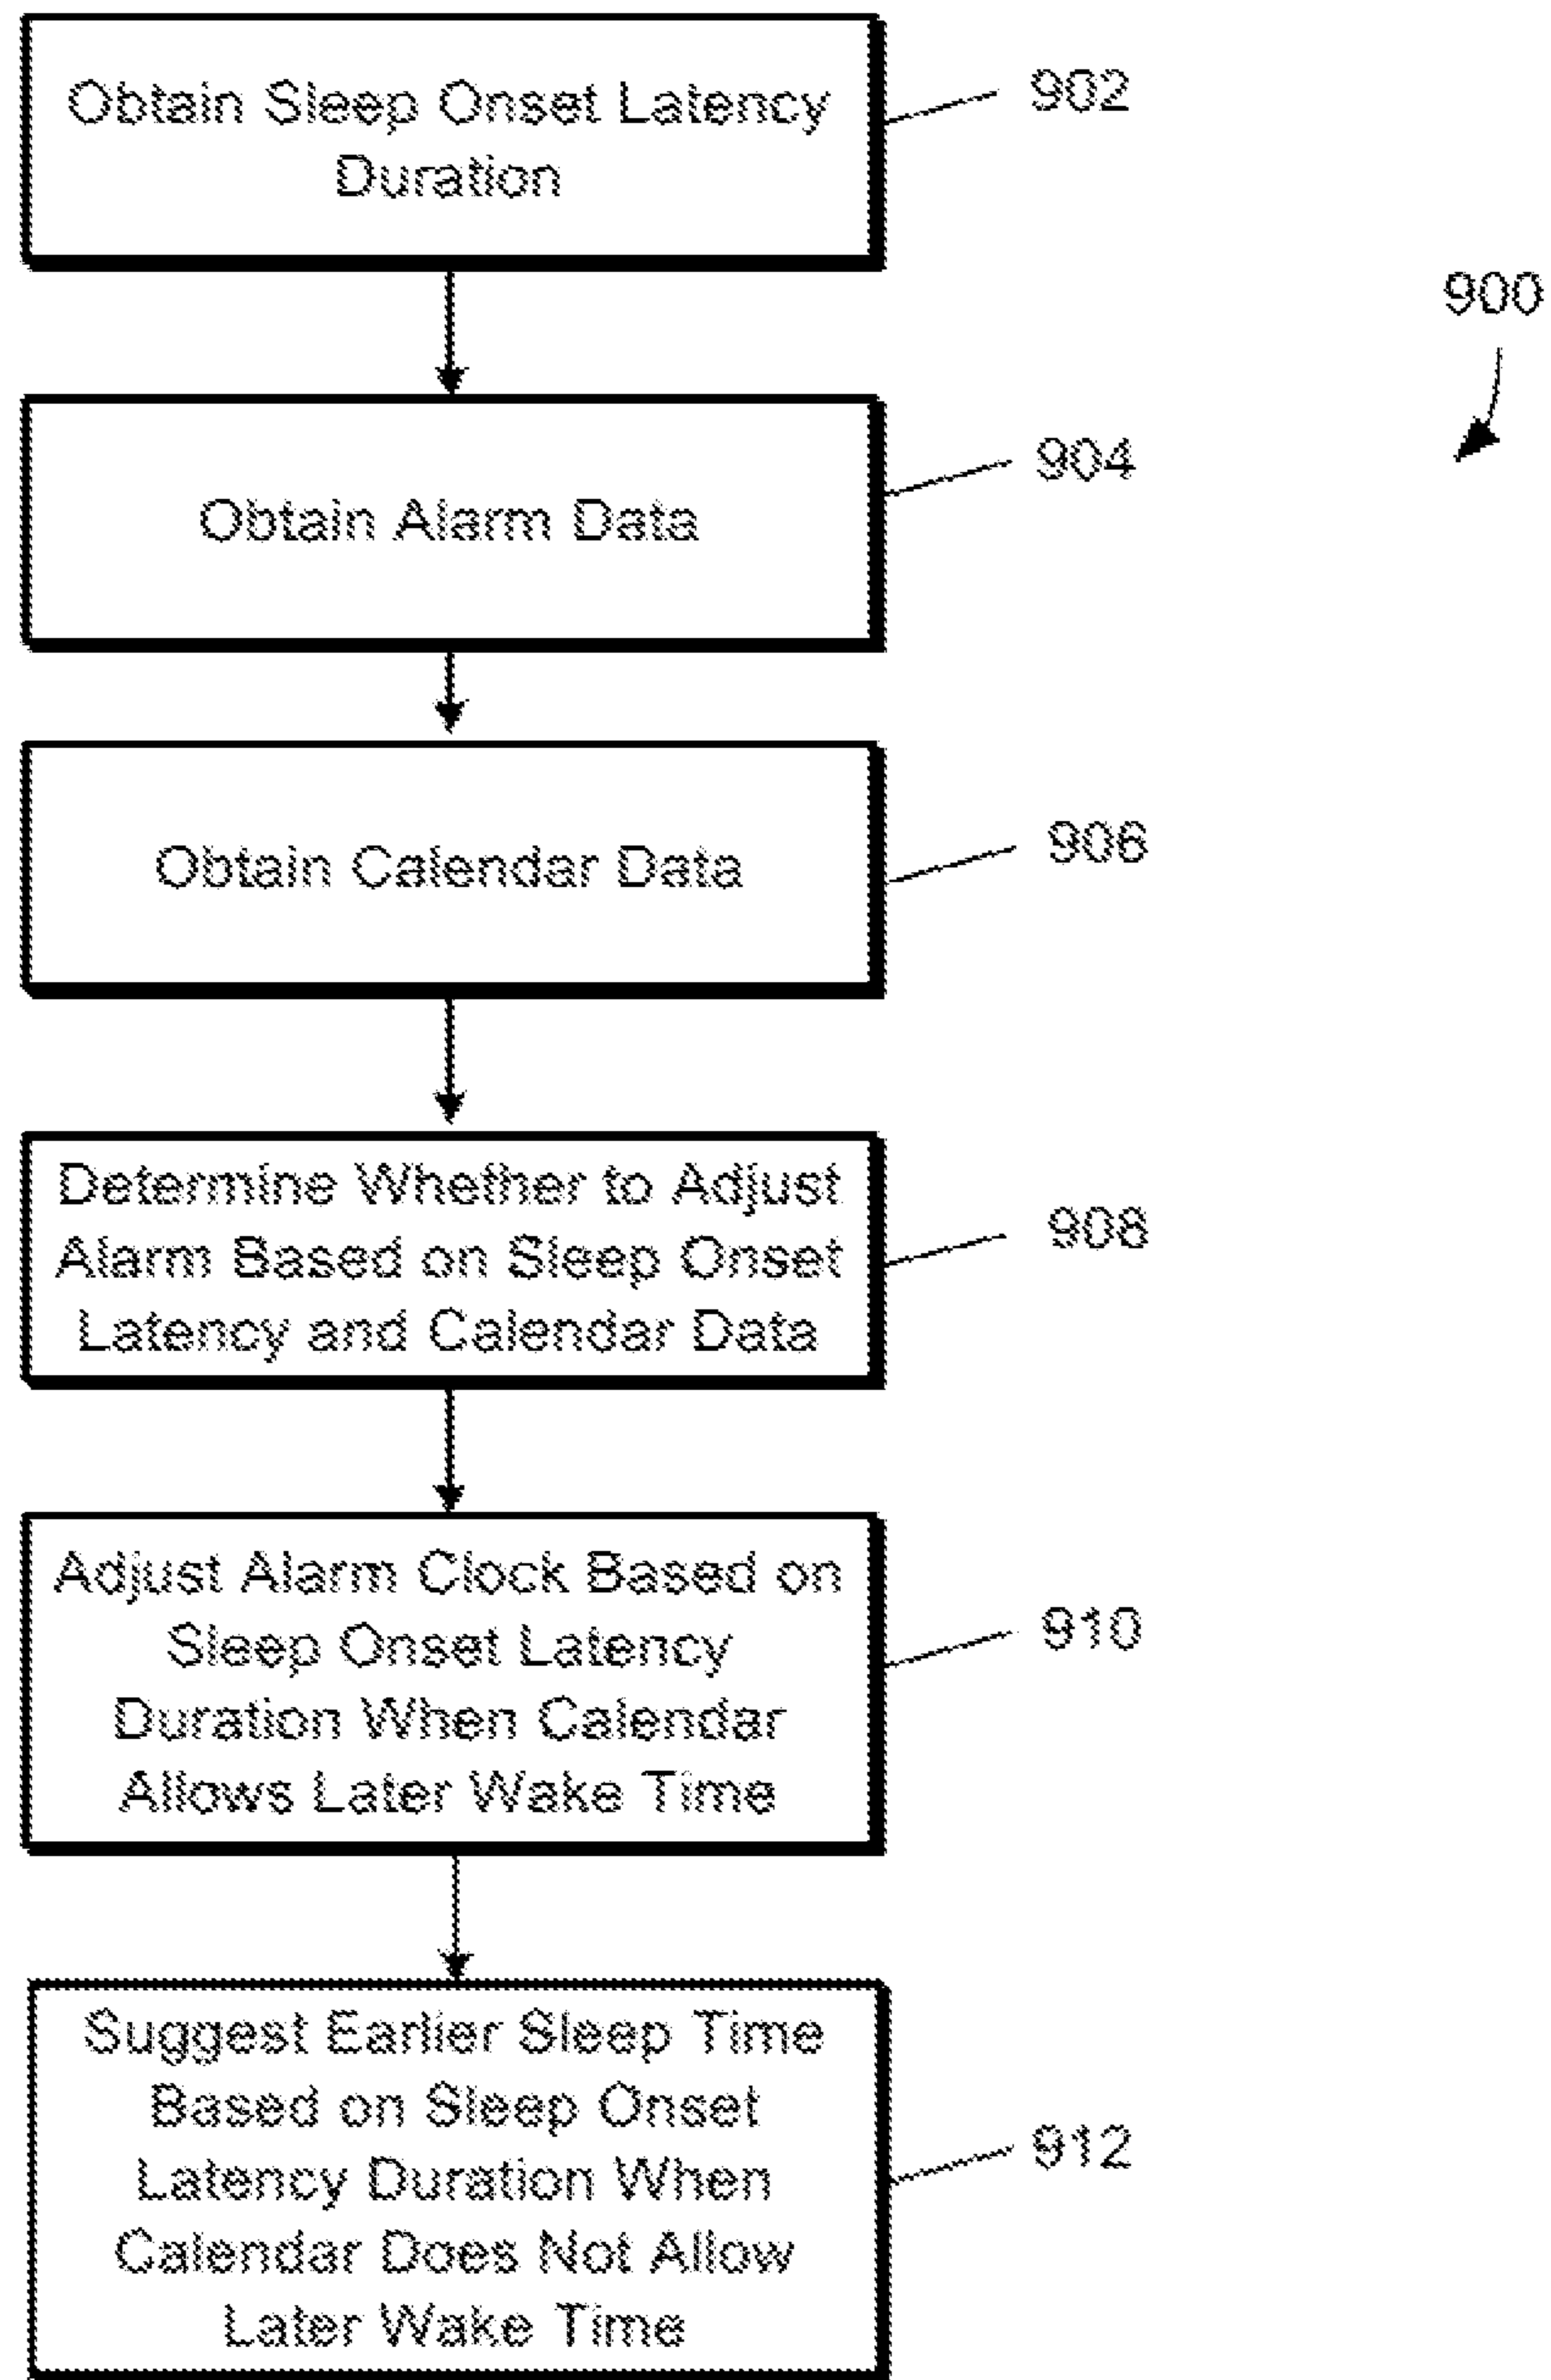 Obtain Sleep Onset Latency
Duration
902
900
Obtain Alarm Data
904
Obtain Calendar Data
906
Determine Whether to Adjust
Alarm Based on Sleep Onset
Latency and Calendar Data
908
Adjust Alarm Clock Based on
Sleep Onset Latency
Duration When Calendar
Allows Later Wake Time
910
Suggest Earlier Sleep Time
Based on Sleep Onset
Latency Duration When
Calendar Does Not Allow
Later Wake Time
912